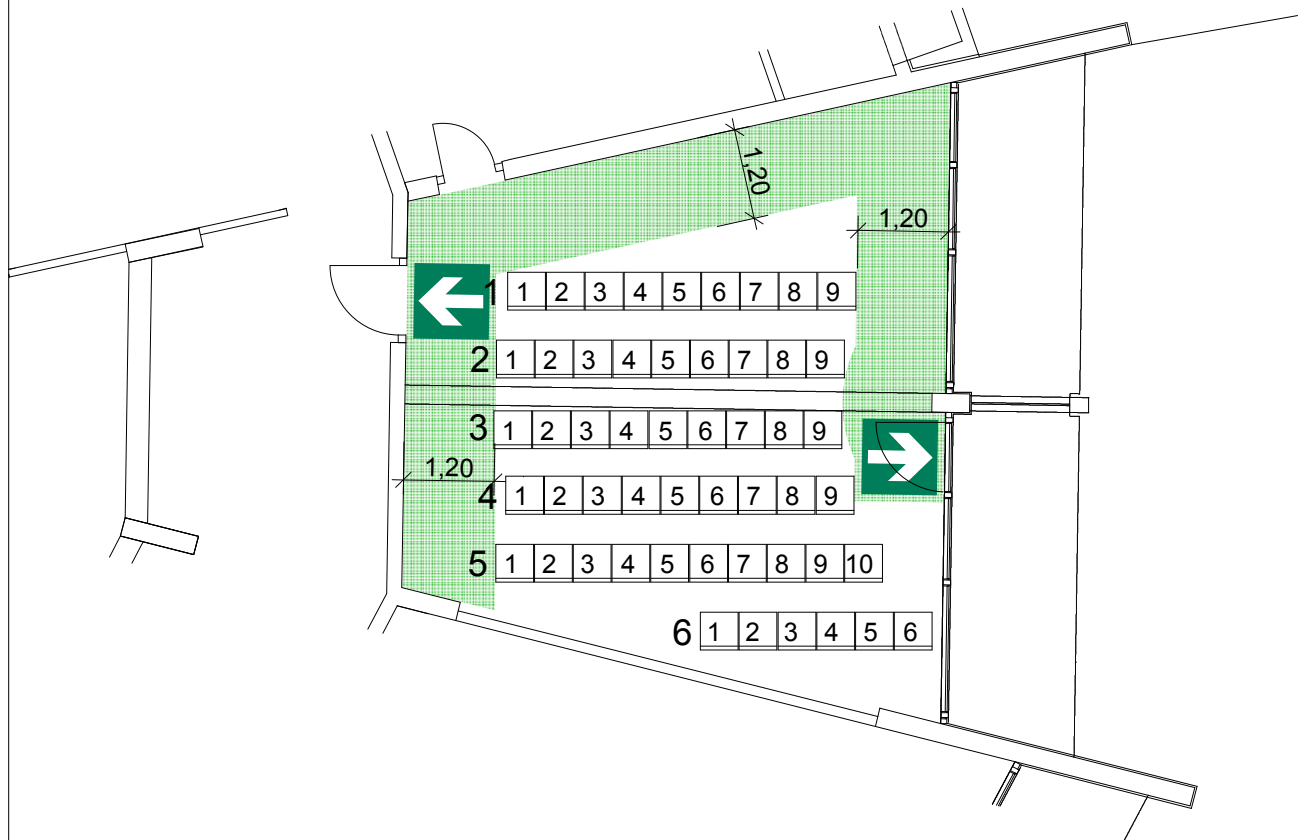 1,20
1,20
1 1 2 3 4 5 6 7 8 9
2 1 2 3 4 5 6 7 8 9
3 1 2 3 4 5 6 7 8 9
1,20
4 1 2 3 4 5 6 7 8 9
5 1 2 3 4 5 6 7 8 9 10
6 1 2 3 4 5 6